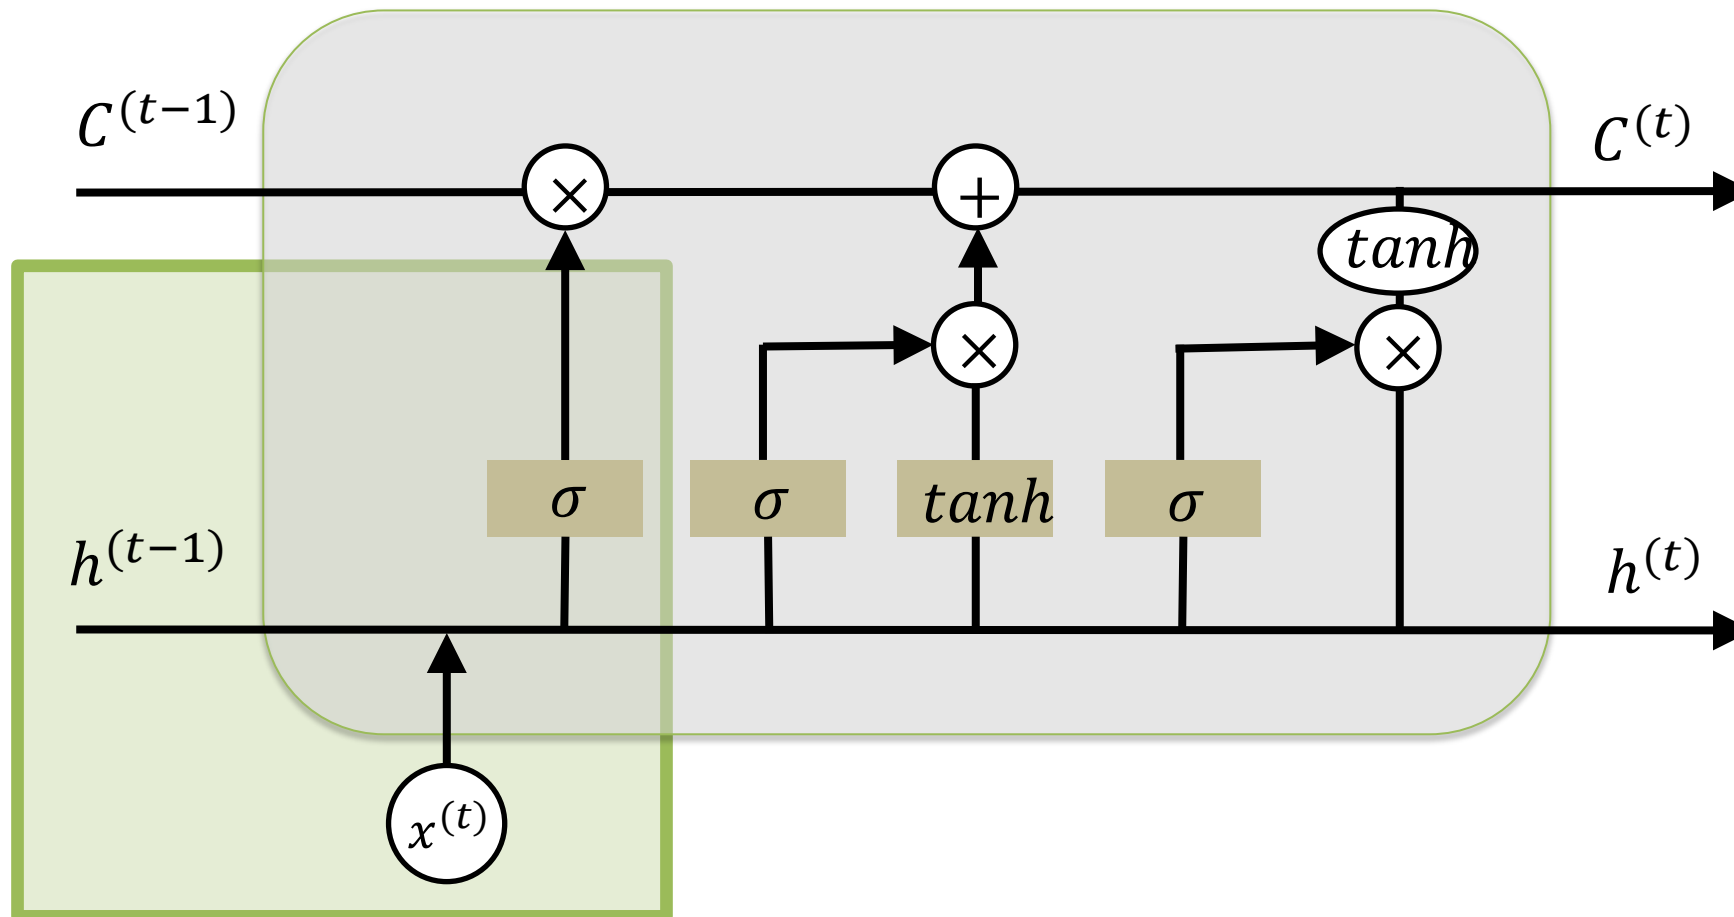 C^(t−1)
C^(t)
× +
tanh
× ×
σ σ tanh σ
h^(t−1)
h^(t)
x^(t)